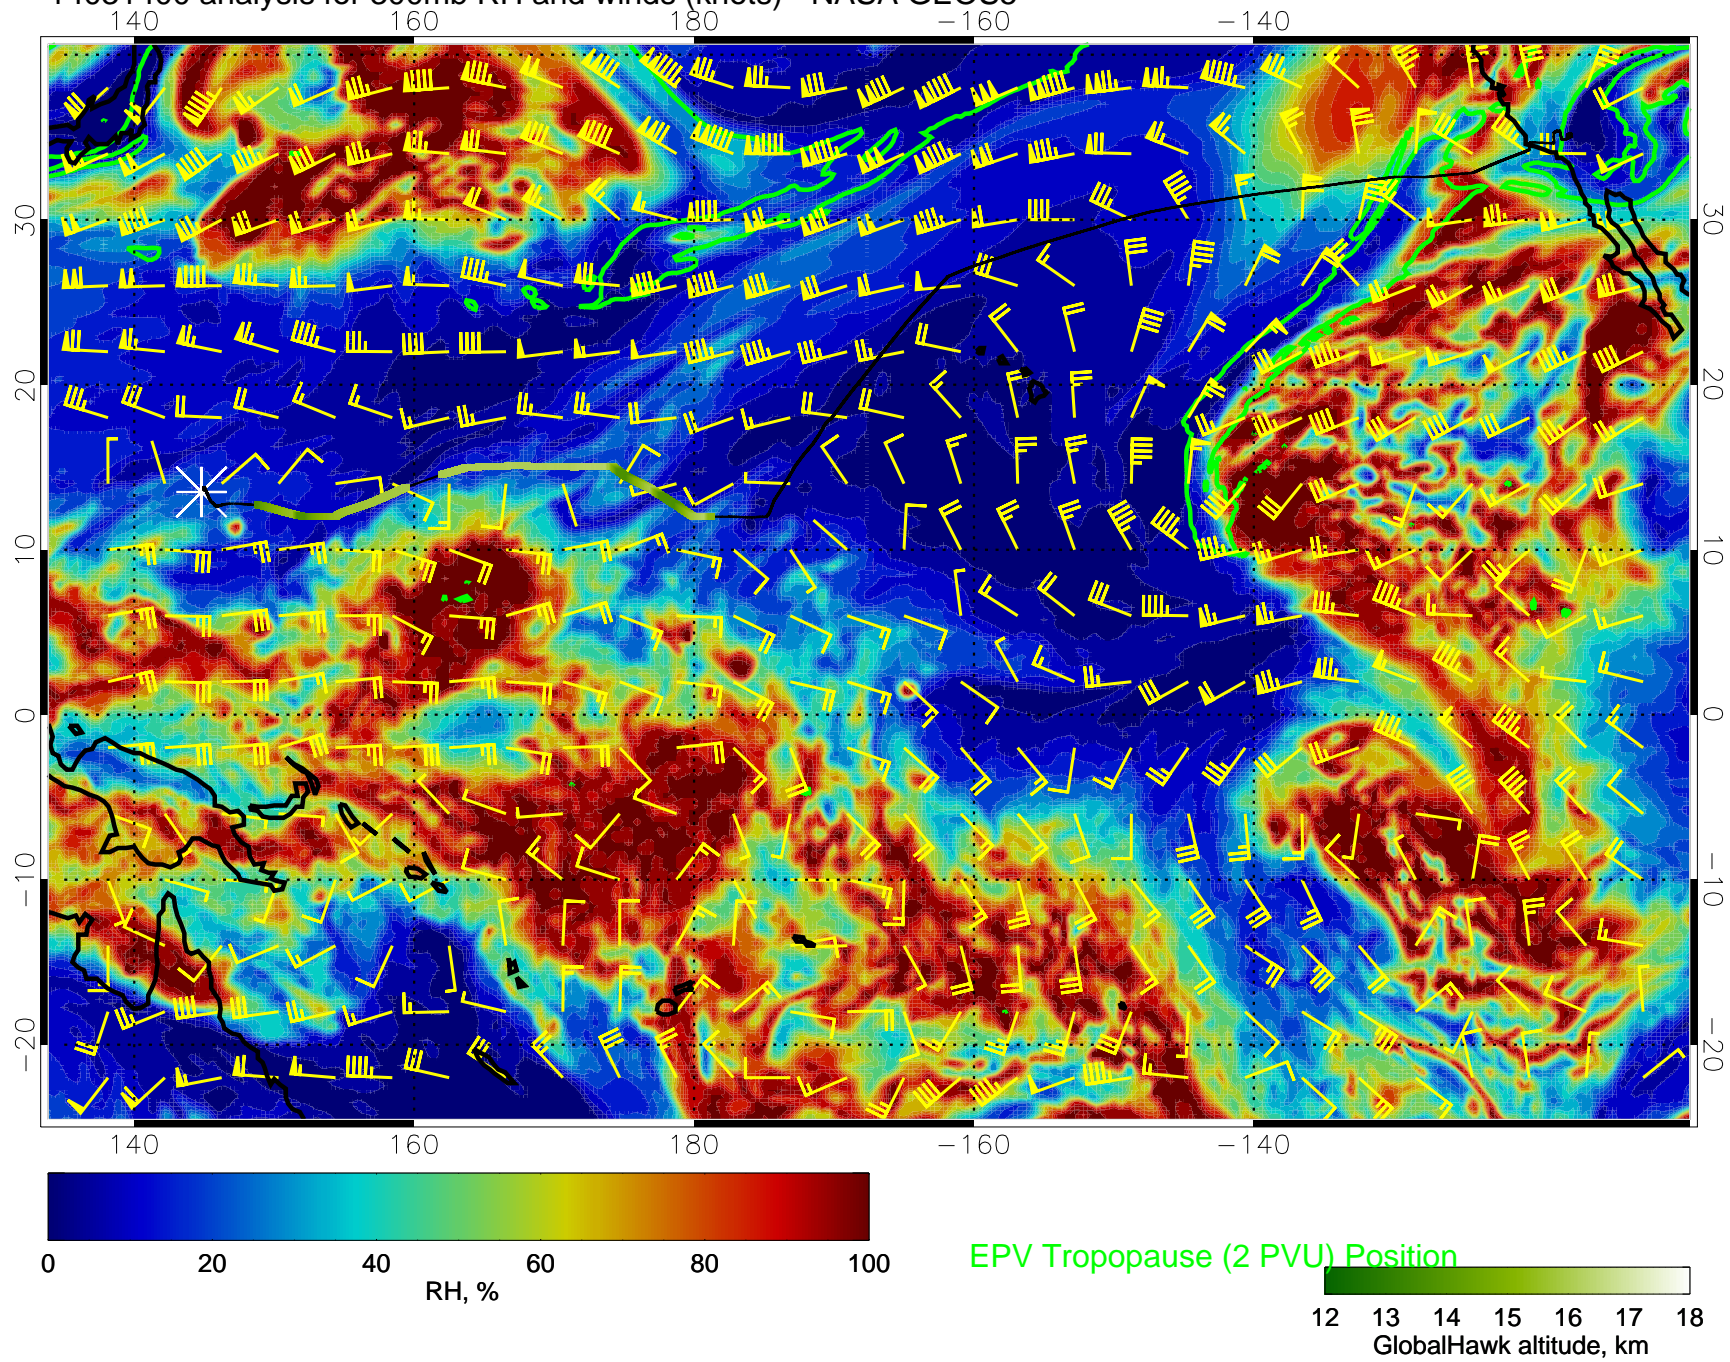 analysis for 300mb RH and winds (knots) - NASA GEOS5
140 160 180 −160 −140
30 30
20 20
10 10
0 0
−10 −10
−20 −20
140 160 180 −160 −140
0 20 40 60 80 100
RH, %
EPV Tropopause (2 PVU) Position
12 13 14 15 16 17 18
GlobalHawk altitude, km